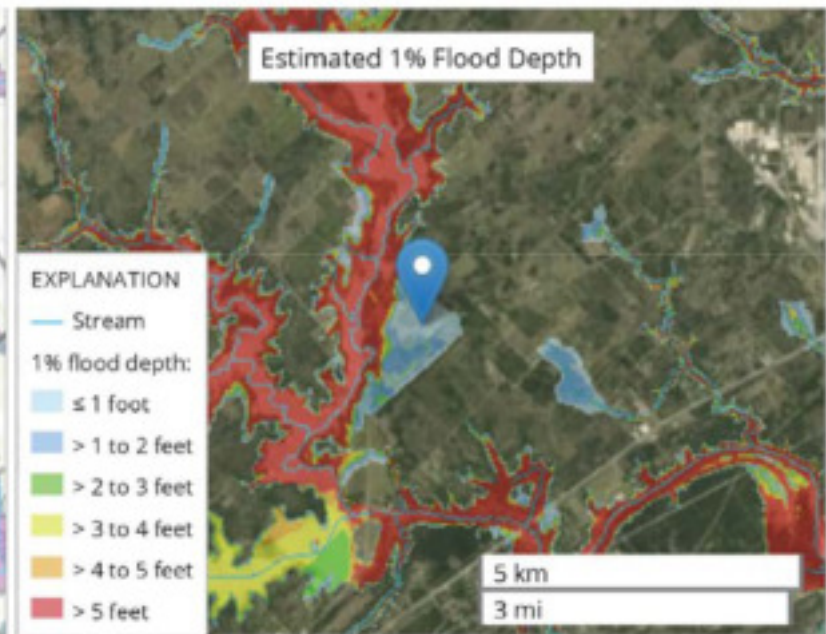 Estimated 1% Flood Depth
EXPLANATION
Stream
1% flood depth:
≤ 1 foot
> 1 to 2 feet
> 2 to 3 feet
> 3 to 4 feet
> 4 to 5 feet
> 5 feet
5 km
3 mi